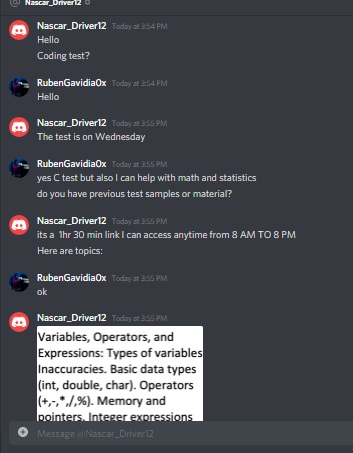 @ Nascar_Driver12
Nascar_Driver12 Today at 3:54 PM
Hello
Coding test?
RubenGavidia0x Today at 3:54 PM
Hello
Nascar_Driver12 Today at 3:55 PM
The test is on Wednesday
RubenGavidia0x Today at 3:55 PM
yes C test but also I can help with math and statistics
do you have previous test samples or material?
Nascar_Driver12 Today at 3:55 PM
its a 1hr 30 min link I can access anytime from 8 AM TO 8 PM
Here are topics:
RubenGavidia0x Today at 3:55 PM
ok
Nascar_Driver12 Today at 3:55 PM
Variables, Operators, and
Expressions: Types of variables
Inaccuracies. Basic data types
(int, double, char). Operators
(+,-,*,/,%). Memory and
pointers. Integer expressions
Message @Nascar_Driver12